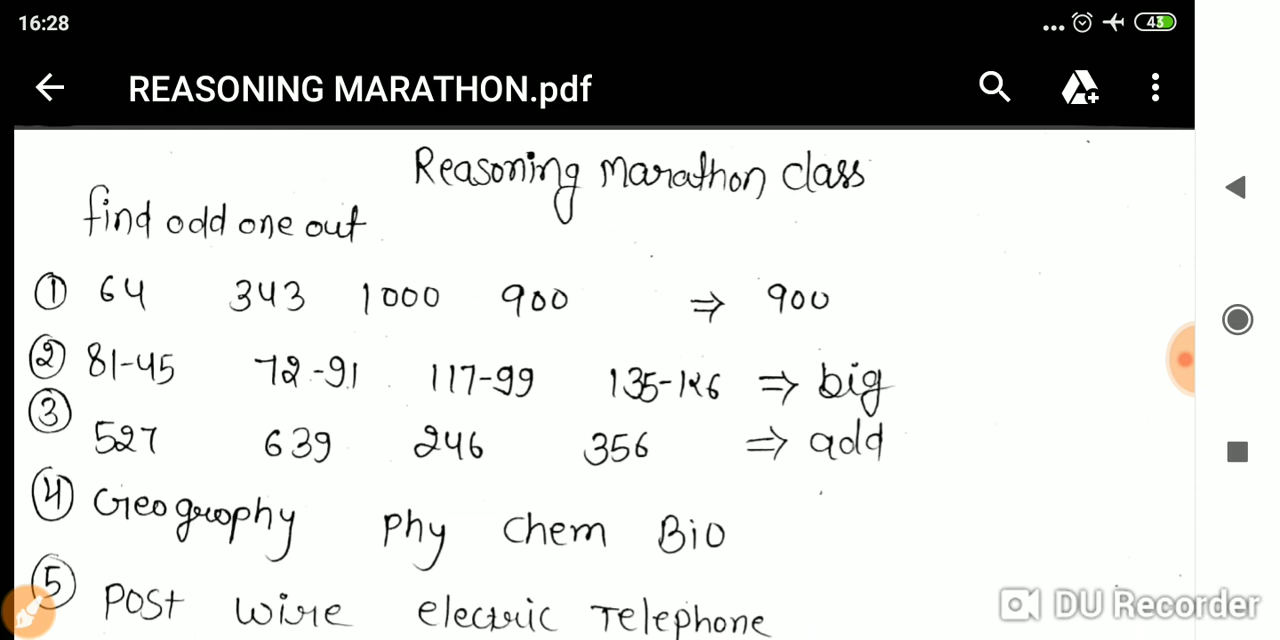 16:28 ... 43
REASONING MARATHON.pdf
Reasoning Marathon class
find odd one out
① 64 343 1000 900 ⇒ 900
② 81-45 72-91 117-99 135-126 ⇒ big
③ 527 639 246 356 ⇒ add
④ Geography Phy Chem Bio
⑤ Post wire electric Telephone
DU Recorder